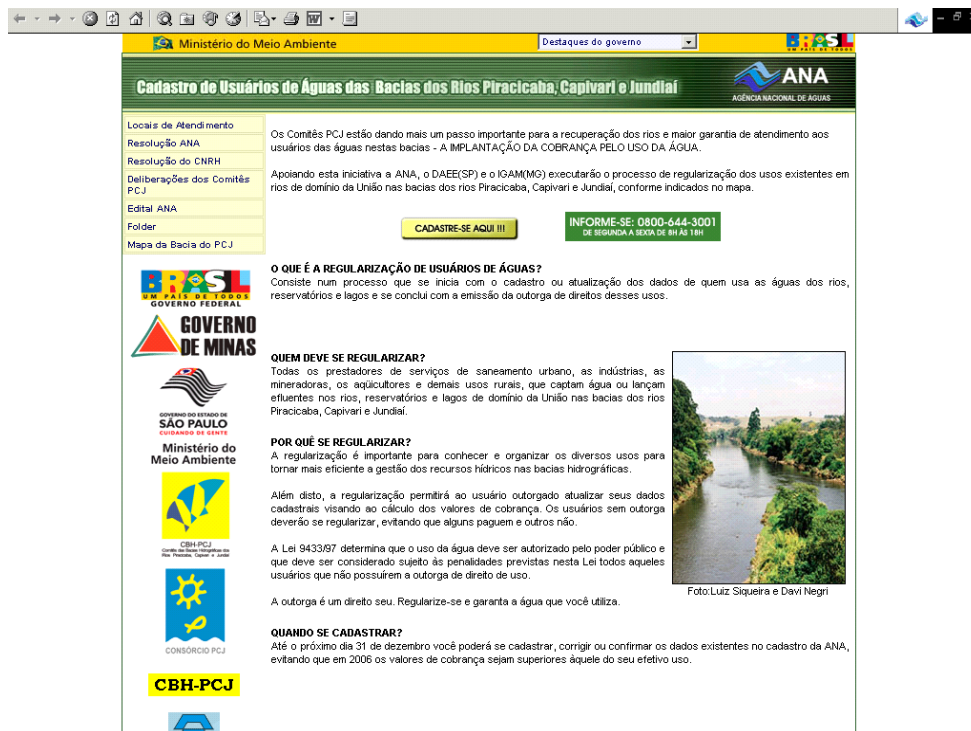 Ministério do Meio Ambiente
Destaques do governo
BRASIL
UM PAÍS DE TODOS
Cadastro de Usuários de Águas das Bacias dos Rios Piracicaba, Capivari e Jundiaí
ANA
AGÊNCIA NACIONAL DE ÁGUAS
Locais de Atendimento
Resolução ANA
Resolução do CNRH
Deliberações dos Comitês
PCJ
Edital ANA
Folder
Mapa da Bacia do PCJ
Os Comitês PCJ estão dando mais um passo importante para a recuperação dos rios e maior garantia de atendimento aos
usuários das águas nestas bacias - A IMPLANTAÇÃO DA COBRANÇA PELO USO DA ÁGUA.
Apoiando esta iniciativa a ANA, o DAEE(SP) e o IGAM(MG) executarão o processo de regularização dos usos existentes em
rios de domínio da União nas bacias dos rios Piracicaba, Capivari e Jundiaí, conforme indicados no mapa.
CADASTRE-SE AQUI !!!
INFORME-SE: 0800-644-3001
DE SEGUNDA A SEXTA DE 8H ÀS 18H
BRASIL
UM PAÍS DE TODOS
GOVERNO FEDERAL
GOVERNO
DE MINAS
GOVERNO DO ESTADO DE
SÃO PAULO
CUIDANDO DE GENTE
Ministério do
Meio Ambiente
CBH-PCJ
Comitês das Bacias Hidrográficas dos
Rios Piracicaba, Capivari e Jundiaí
CONSÓRCIO PCJ
CBH-PCJ
O QUE É A REGULARIZAÇÃO DE USUÁRIOS DE ÁGUAS?
Consiste num processo que se inicia com o cadastro ou atualização dos dados de quem usa as águas dos rios,
reservatórios e lagos e se conclui com a emissão da outorga de direitos desses usos.
QUEM DEVE SE REGULARIZAR?
Todas os prestadores de serviços de saneamento urbano, as indústrias, as
mineradoras, os aqüicultores e demais usos rurais, que captam água ou lançam
efluentes nos rios, reservatórios e lagos de domínio da União nas bacias dos rios
Piracicaba, Capivari e Jundiaí.
POR QUÊ SE REGULARIZAR?
A regularização é importante para conhecer e organizar os diversos usos para
tornar mais eficiente a gestão dos recursos hídricos nas bacias hidrográficas.
Além disto, a regularização permitirá ao usuário outorgado atualizar seus dados
cadastrais visando ao cálculo dos valores de cobrança. Os usuários sem outorga
deverão se regularizar, evitando que alguns paguem e outros não.
A Lei 9433/97 determina que o uso da água deve ser autorizado pelo poder público e
que deve ser considerado sujeito às penalidades previstas nesta Lei todos aqueles
usuários que não possuírem a outorga de direito de uso.
A outorga é um direito seu. Regularize-se e garanta a água que você utiliza.
Foto:Luiz Siqueira e Davi Negri
QUANDO SE CADASTRAR?
Até o próximo dia 31 de dezembro você poderá se cadastrar, corrigir ou confirmar os dados existentes no cadastro da ANA,
evitando que em 2006 os valores de cobrança sejam superiores àquele do seu efetivo uso.